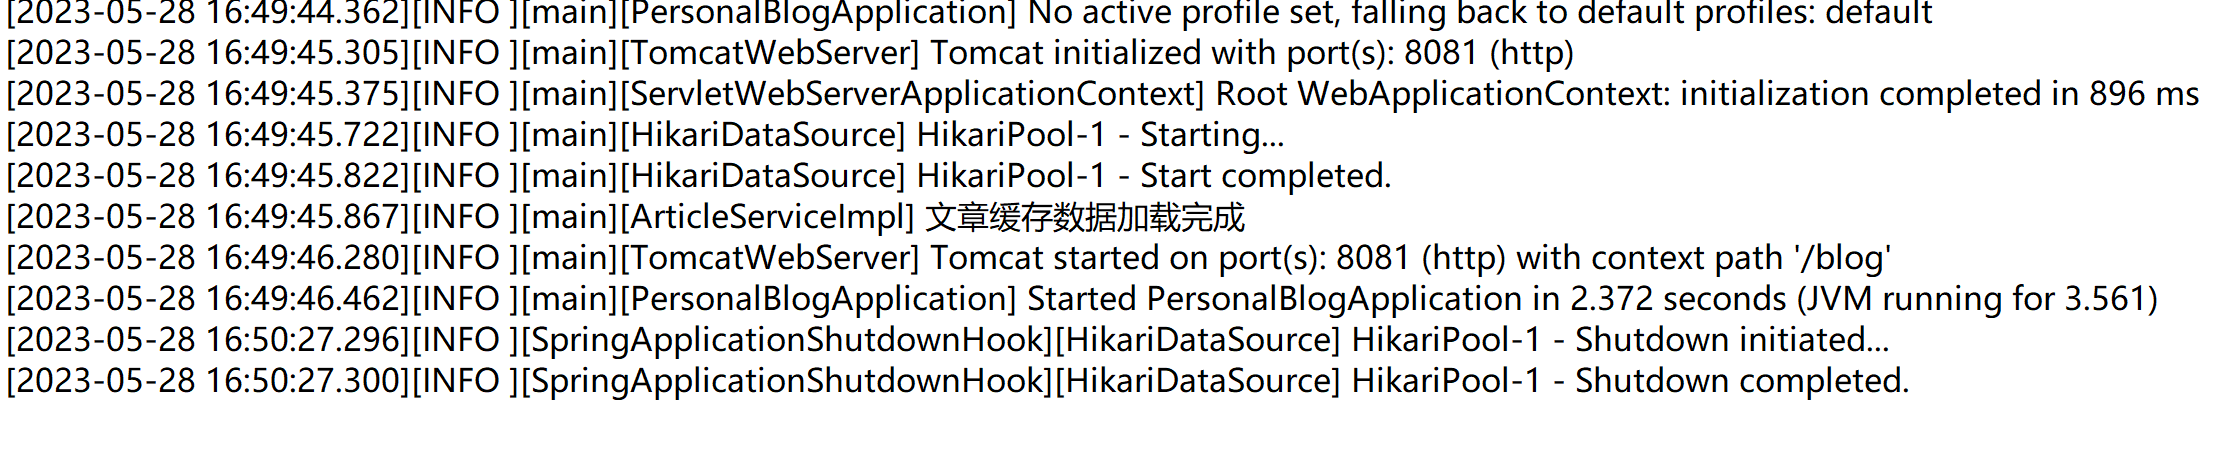 [2023-05-28 16:49:44.362][INFO ][main][PersonalBlogApplication] No active profile set, falling back to default profiles: default
[2023-05-28 16:49:45.305][INFO ][main][TomcatWebServer] Tomcat initialized with port(s): 8081 (http)
[2023-05-28 16:49:45.375][INFO ][main][ServletWebServerApplicationContext] Root WebApplicationContext: initialization completed in 896 ms
[2023-05-28 16:49:45.722][INFO ][main][HikariDataSource] HikariPool-1 - Starting...
[2023-05-28 16:49:45.822][INFO ][main][HikariDataSource] HikariPool-1 - Start completed.
[2023-05-28 16:49:45.867][INFO ][main][ArticleServiceImpl] 文章缓存数据加载完成
[2023-05-28 16:49:46.280][INFO ][main][TomcatWebServer] Tomcat started on port(s): 8081 (http) with context path '/blog'
[2023-05-28 16:49:46.462][INFO ][main][PersonalBlogApplication] Started PersonalBlogApplication in 2.372 seconds (JVM running for 3.561)
[2023-05-28 16:50:27.296][INFO ][SpringApplicationShutdownHook][HikariDataSource] HikariPool-1 - Shutdown initiated...
[2023-05-28 16:50:27.300][INFO ][SpringApplicationShutdownHook][HikariDataSource] HikariPool-1 - Shutdown completed.